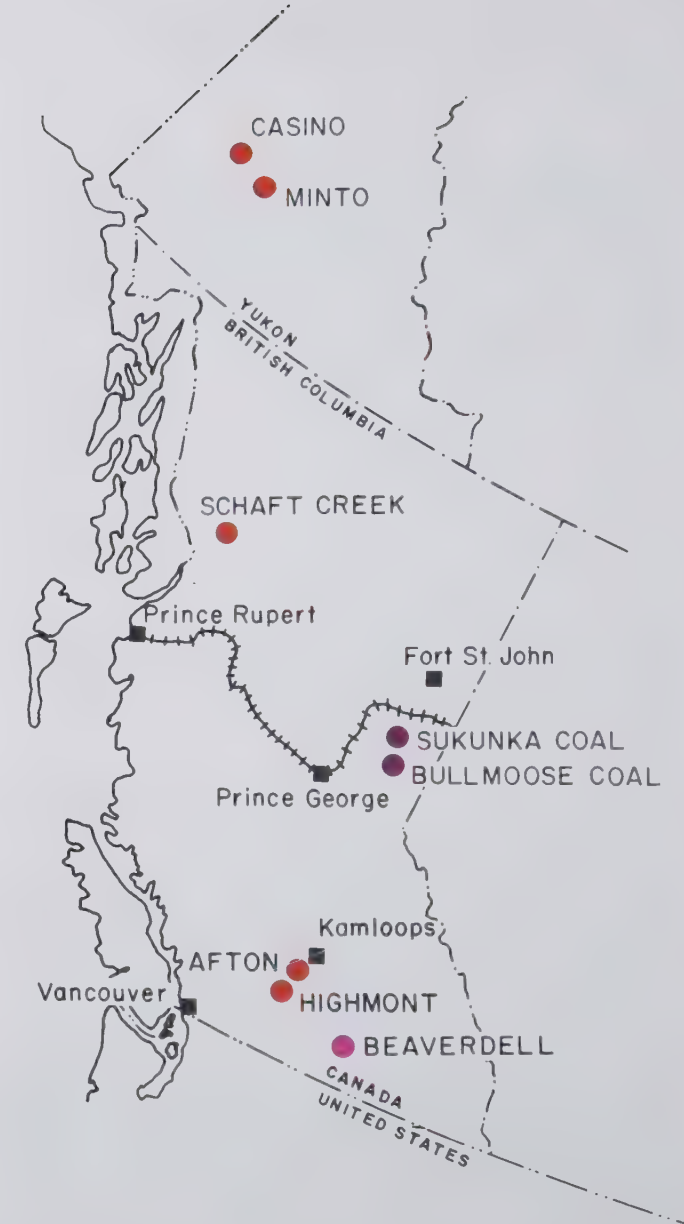 CASINO
MINTO
YUKON
BRITISH COLUMBIA
SCHAFT CREEK
Prince Rupert
Fort St. John
SUKUNKA COAL
BULLMOOSE COAL
Prince George
Kamloops
AFTON
Vancouver
HIGHMONT
BEAVERDELL
CANADA
UNITED STATES